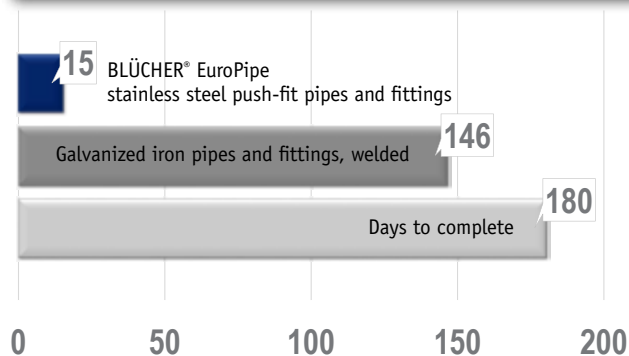 15
BLÜCHER® EuroPipe
stainless steel push-fit pipes and fittings
146
Galvanized iron pipes and fittings, welded
180
Days to complete
0 50 100 150 200